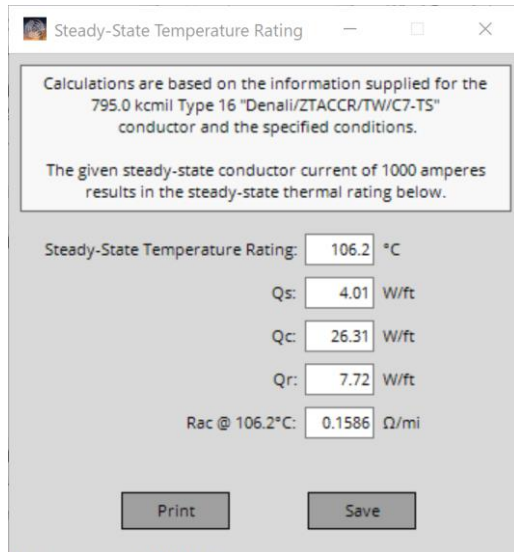 Steady-State Temperature Rating
Calculations are based on the information supplied for the
795.0 kcmil Type 16 "Denali/ZTACCR/TW/C7-TS"
conductor and the specified conditions.
The given steady-state conductor current of 1000 amperes
results in the steady-state thermal rating below.
Steady-State Temperature Rating: 106.2 °C
Qs: 4.01 W/ft
Qc: 26.31 W/ft
Qr: 7.72 W/ft
Rac @ 106.2°C: 0.1586 Ω/mi
Print Save